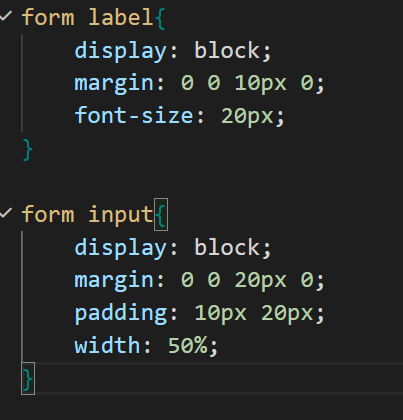 form label{
display: block;
margin: 0 0 10px 0;
font-size: 20px;
}
form input{
display: block;
margin: 0 0 20px 0;
padding: 10px 20px;
width: 50%;
}